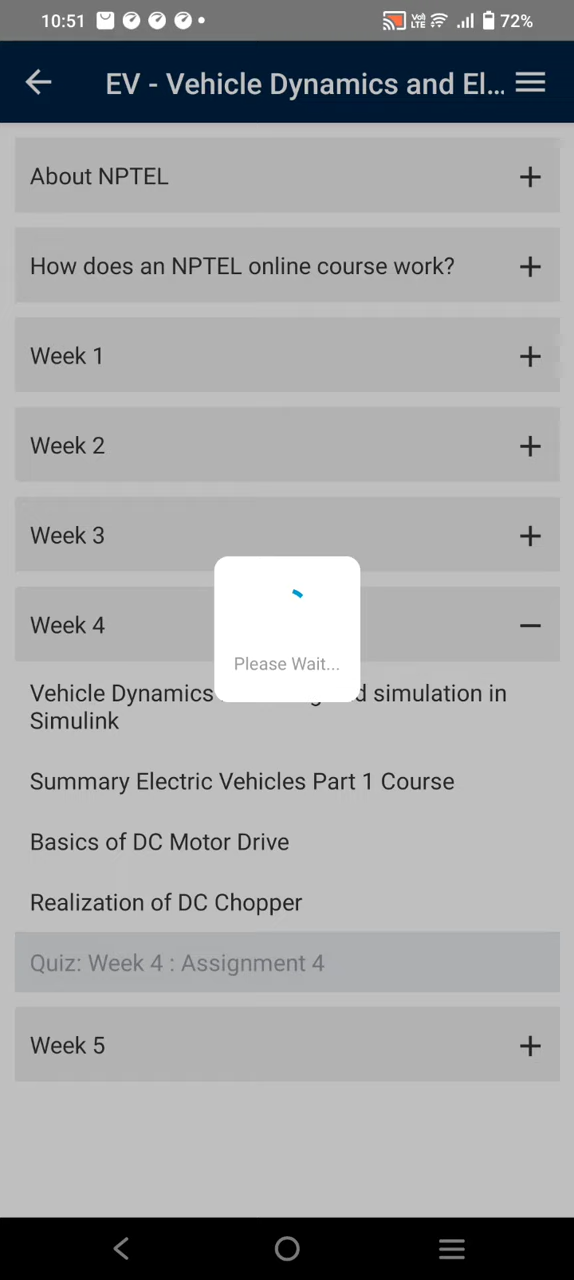 10:51
Vo) LTE
72%
EV - Vehicle Dynamics and El...
About NPTEL
How does an NPTEL online course work?
Week 1
Week 2
Week 3
Week 4
Please Wait...
Vehicle Dynamics d simulation in
Simulink
Summary Electric Vehicles Part 1 Course
Basics of DC Motor Drive
Realization of DC Chopper
Quiz: Week 4 : Assignment 4
Week 5